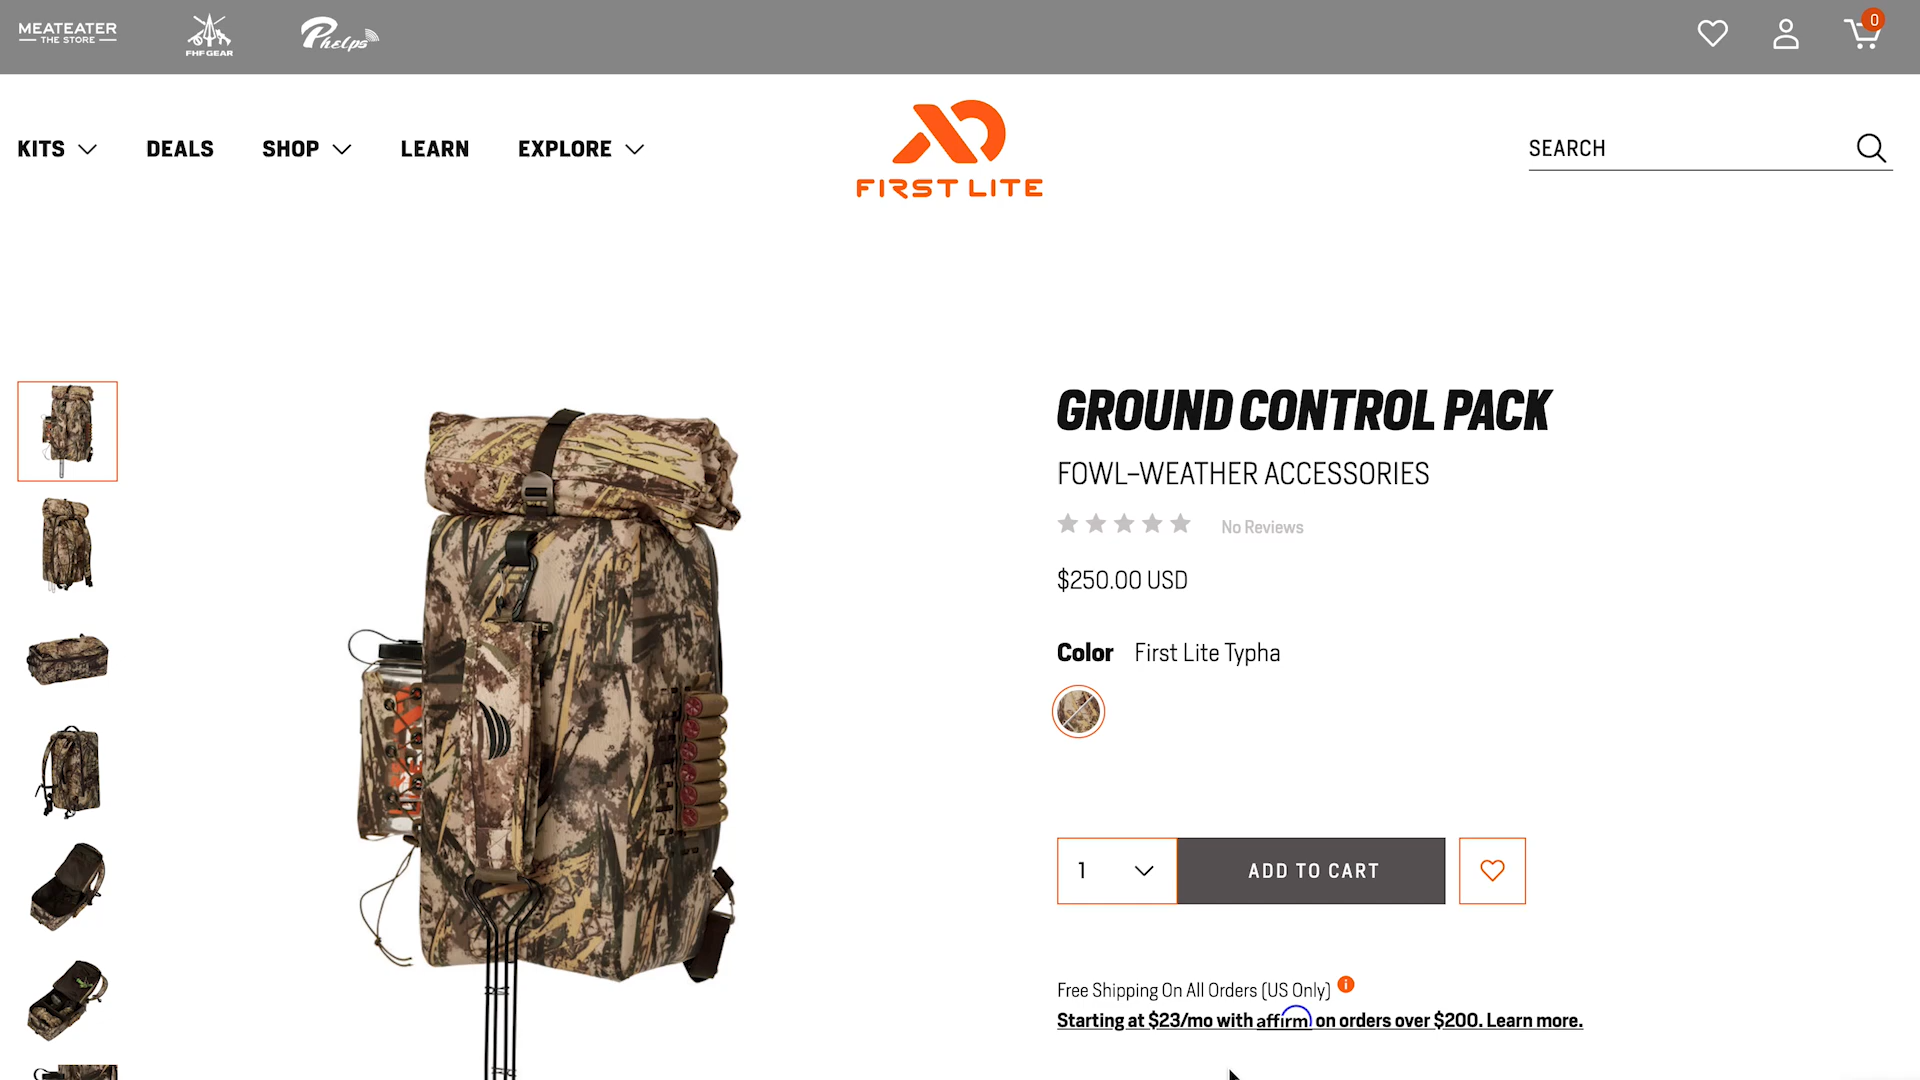 MEATEATER
THE STORE
FHF GEAR
Phelps
0
KITS
DEALS
SHOP
LEARN
EXPLORE
FIRST LITE
SEARCH
GROUND CONTROL PACK
FOWL–WEATHER ACCESSORIES
No Reviews
$250.00 USD
Color First Lite Typha
1
ADD TO CART
Free Shipping On All Orders (US Only) i
Starting at $23/mo with affirm on orders over $200. Learn more.